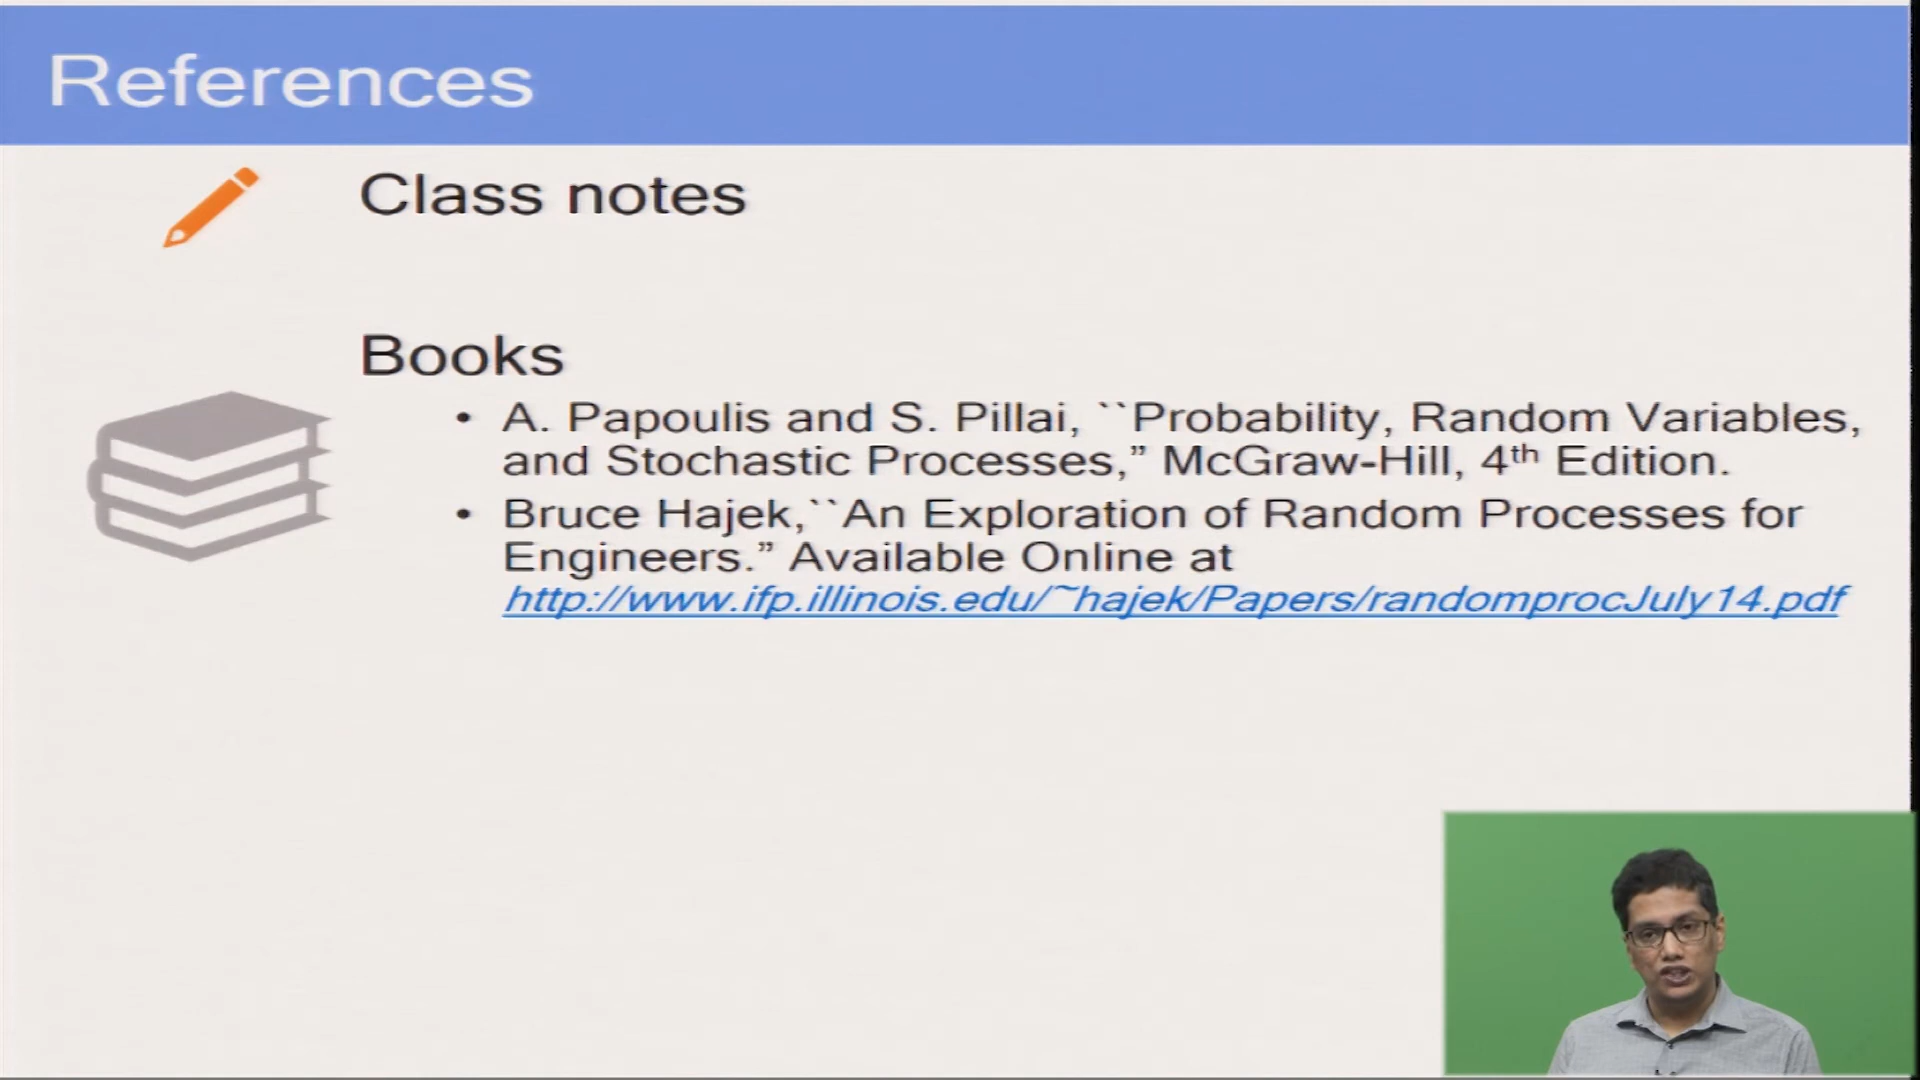 References
Class notes
Books
• A. Papoulis and S. Pillai, ``Probability, Random Variables,
and Stochastic Processes,” McGraw-Hill, 4th Edition.
• Bruce Hajek,``An Exploration of Random Processes for
Engineers.” Available Online at
http://www.ifp.illinois.edu/~hajek/Papers/randomprocJuly14.pdf